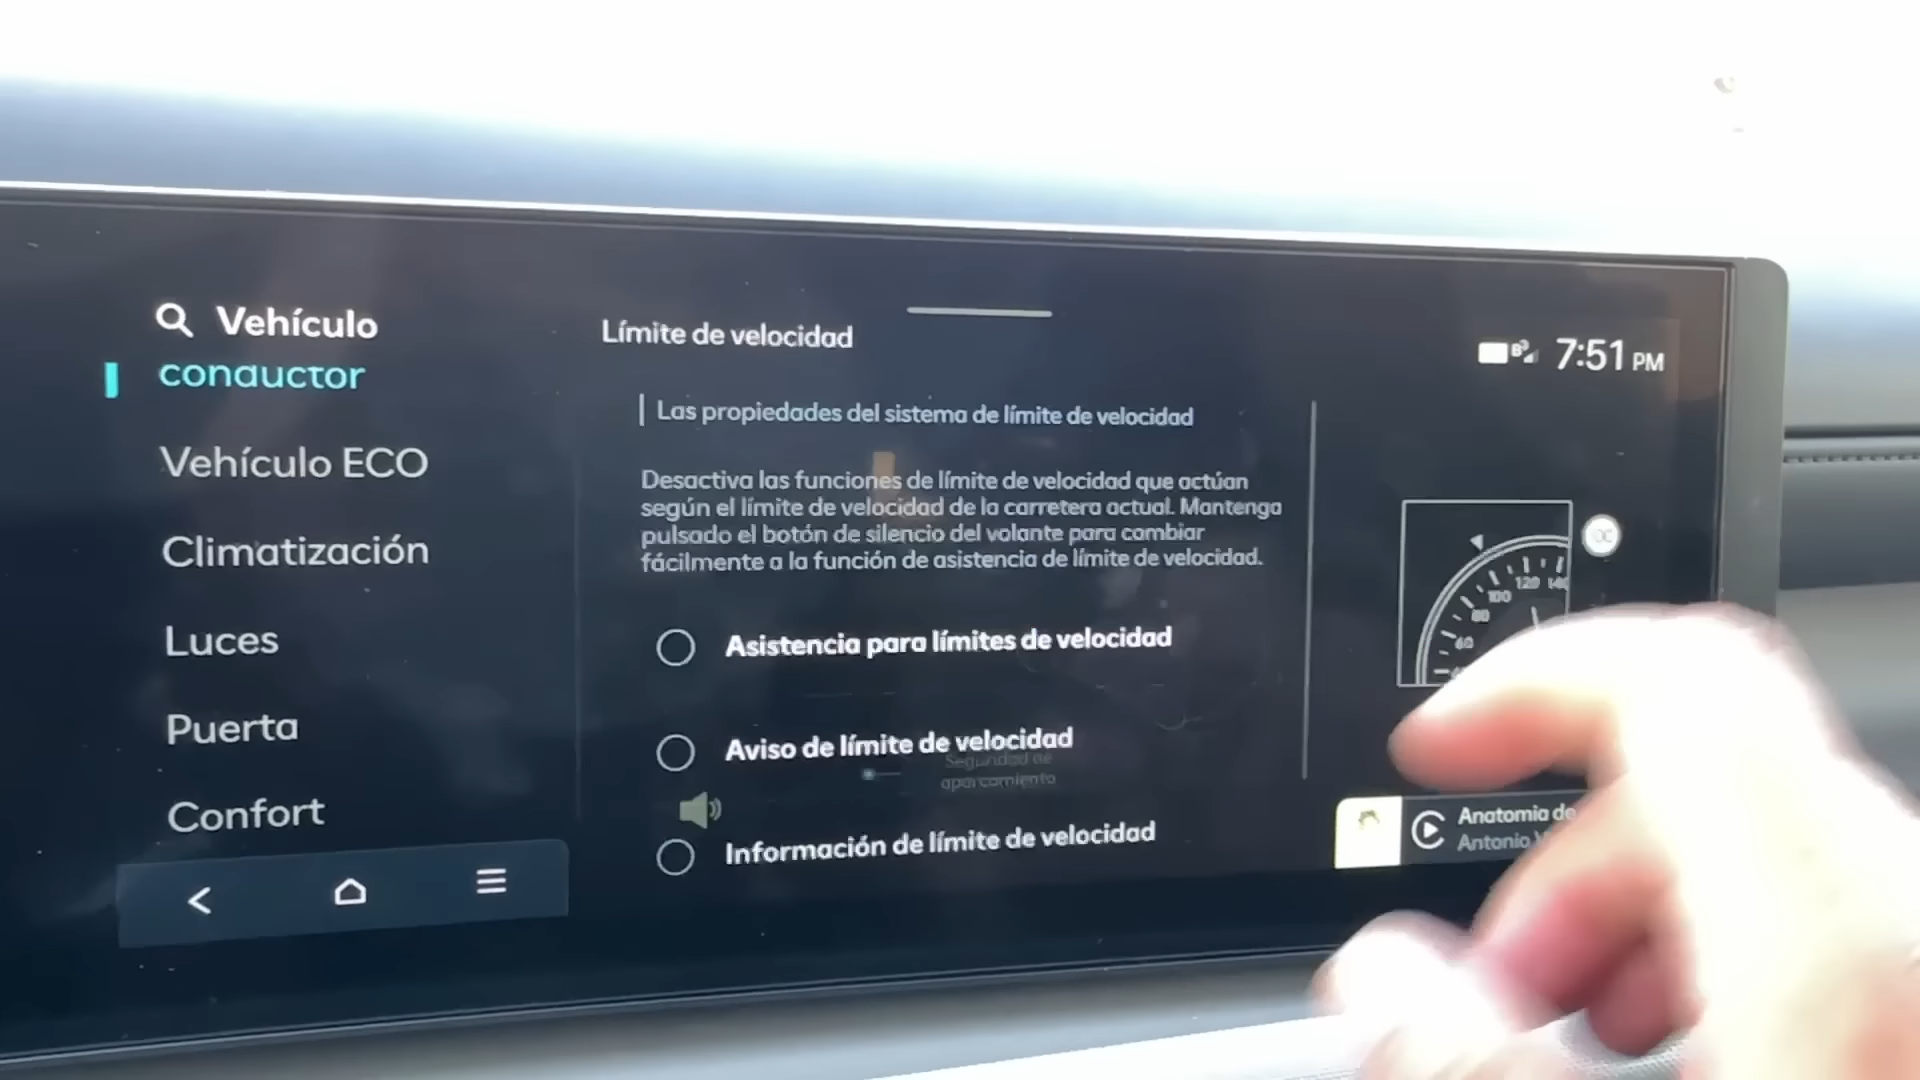 Vehículo
conductor
Vehículo ECO
Climatización
Luces
Puerta
Confort
Límite de velocidad
Las propiedades del sistema de límite de velocidad
Desactiva las funciones de límite de velocidad que actúan
según el límite de velocidad de la carretera actual. Mantenga
pulsado el botón de silencio del volante para cambiar
fácilmente a la función de asistencia de límite de velocidad.
Asistencia para límites de velocidad
Aviso de límite de velocidad
Seguridad de
aparcamiento
Información de límite de velocidad
7:51 PM
60
80
100
120
140
Anatomia de
Antonio